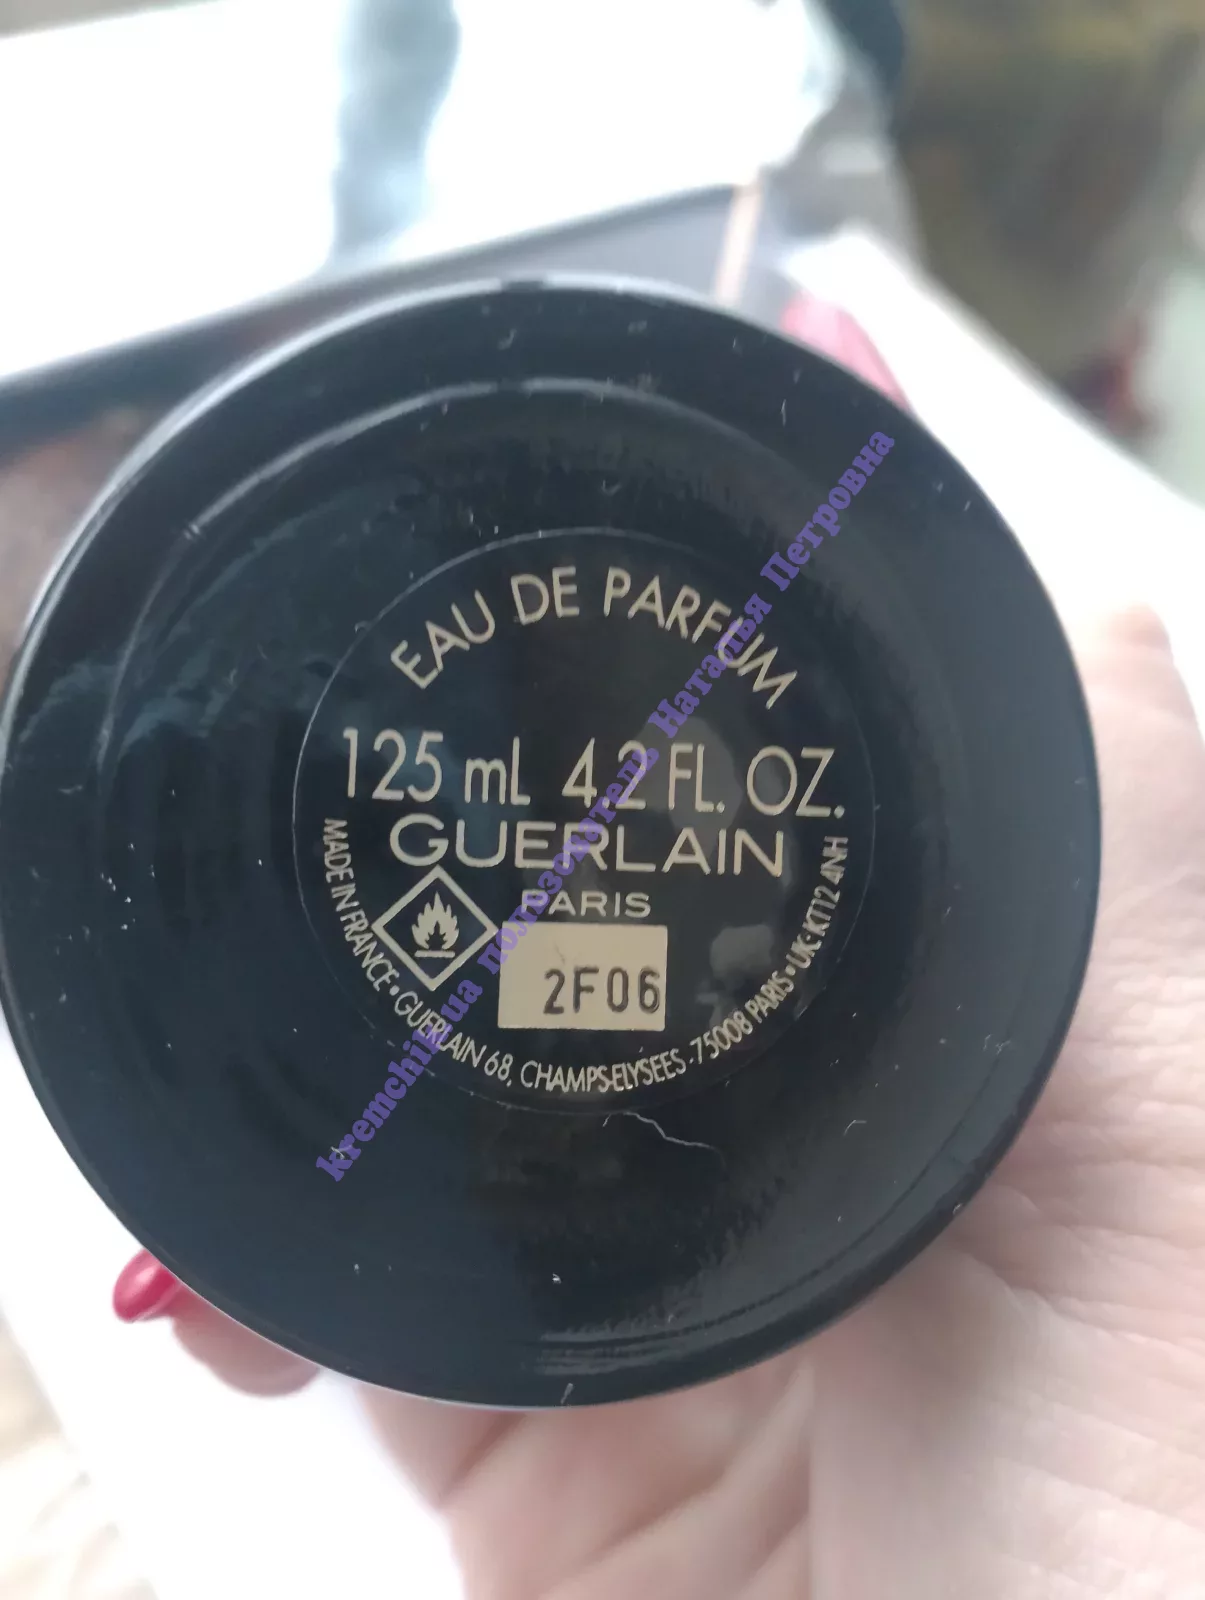 EAU DE PARFUM
125 mL 4.2 FL. OZ.
GUERLAIN
PARIS
2F06
MADE IN FRANCE • GUERLAIN 68, CHAMPS-ELYSEES - 75008 PARIS • UK: KT12 4NH
kremchik.ua пользователь Наталья Петровна